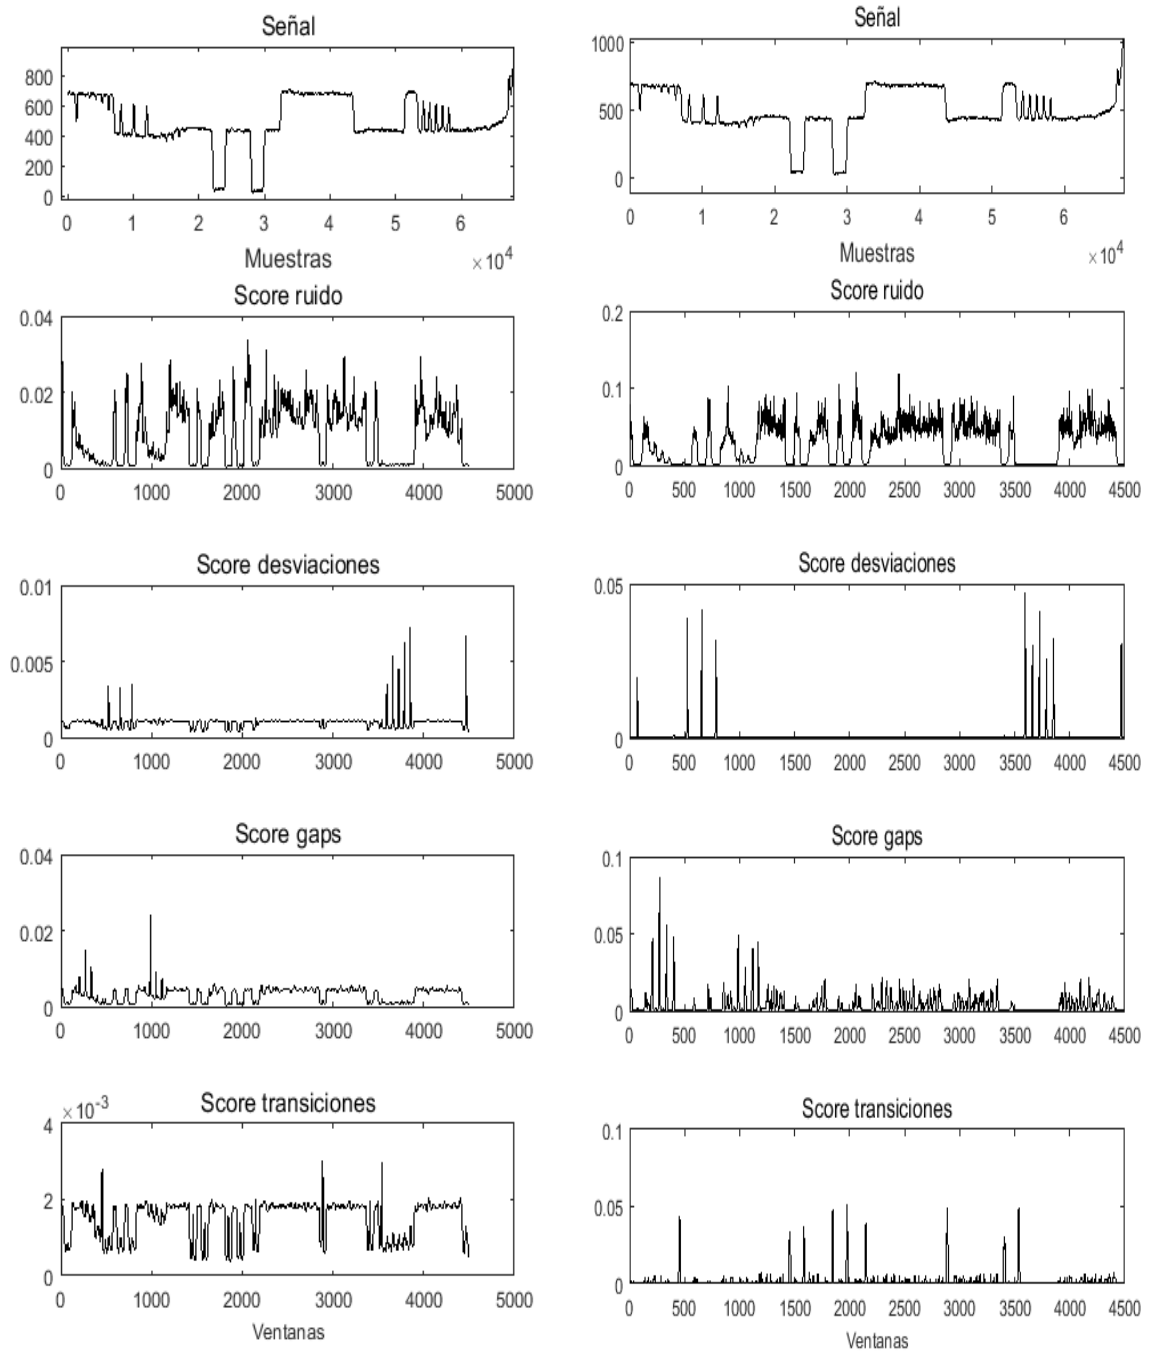 Señal
800
600
400
200
0
0 1 2 3 4 5 6
Muestras ×10⁴
Score ruido
0.04
0.02
0
0 1000 2000 3000 4000 5000
Score desviaciones
0.01
0.005
0
0 1000 2000 3000 4000 5000
Score gaps
0.04
0.02
0
0 1000 2000 3000 4000 5000
Score transiciones
×10⁻³
4
2
0
0 1000 2000 3000 4000 5000
Ventanas
Señal
1000
500
0
0 1 2 3 4 5 6
Muestras ×10⁴
Score ruido
0.2
0.1
0
0 500 1000 1500 2000 2500 3000 3500 4000 4500
Score desviaciones
0.05
0
0 500 1000 1500 2000 2500 3000 3500 4000 4500
Score gaps
0.1
0.05
0
0 500 1000 1500 2000 2500 3000 3500 4000 4500
Score transiciones
0.1
0.05
0
0 500 1000 1500 2000 2500 3000 3500 4000 4500
Ventanas